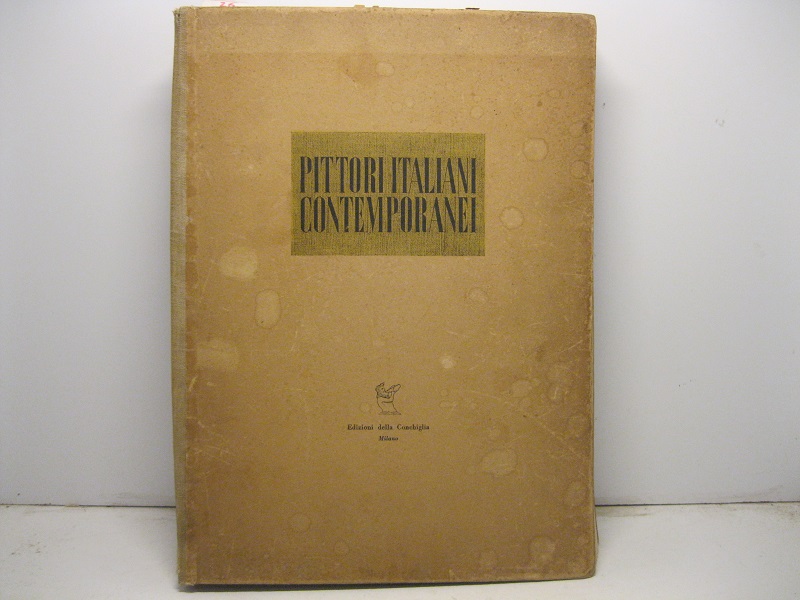 PITTORI ITALIANI
CONTEMPORANEI
Edizioni della Conchiglia
Milano